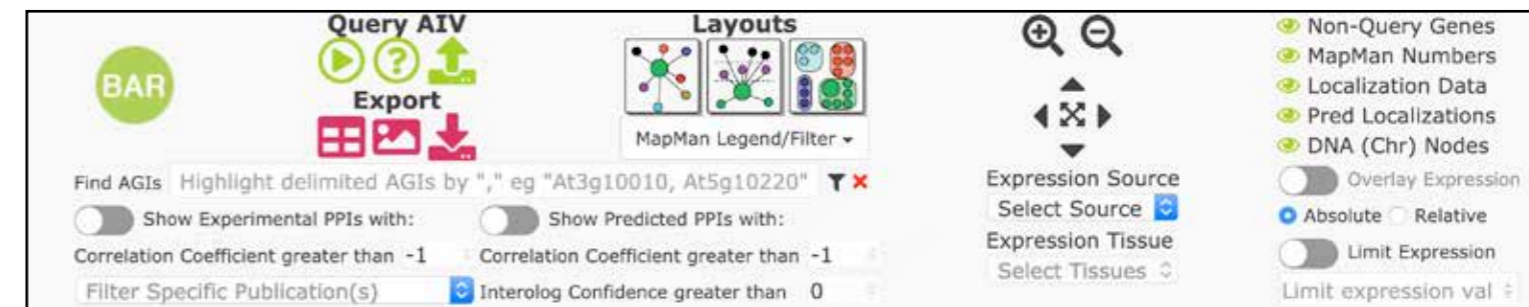 BAR
Query AIV
Export
Layouts
MapMan Legend/Filter
Find AGIs Highlight delimited AGIs by "," eg "At3g10010, At5g10220"
Show Experimental PPIs with: Show Predicted PPIs with:
Correlation Coefficient greater than -1 Correlation Coefficient greater than -1
Filter Specific Publication(s) Interolog Confidence greater than 0
Expression Source
Select Source
Expression Tissue
Select Tissues
Non-Query Genes
MapMan Numbers
Localization Data
Pred Localizations
DNA (Chr) Nodes
Overlay Expression
Absolute Relative
Limit Expression
Limit expression val